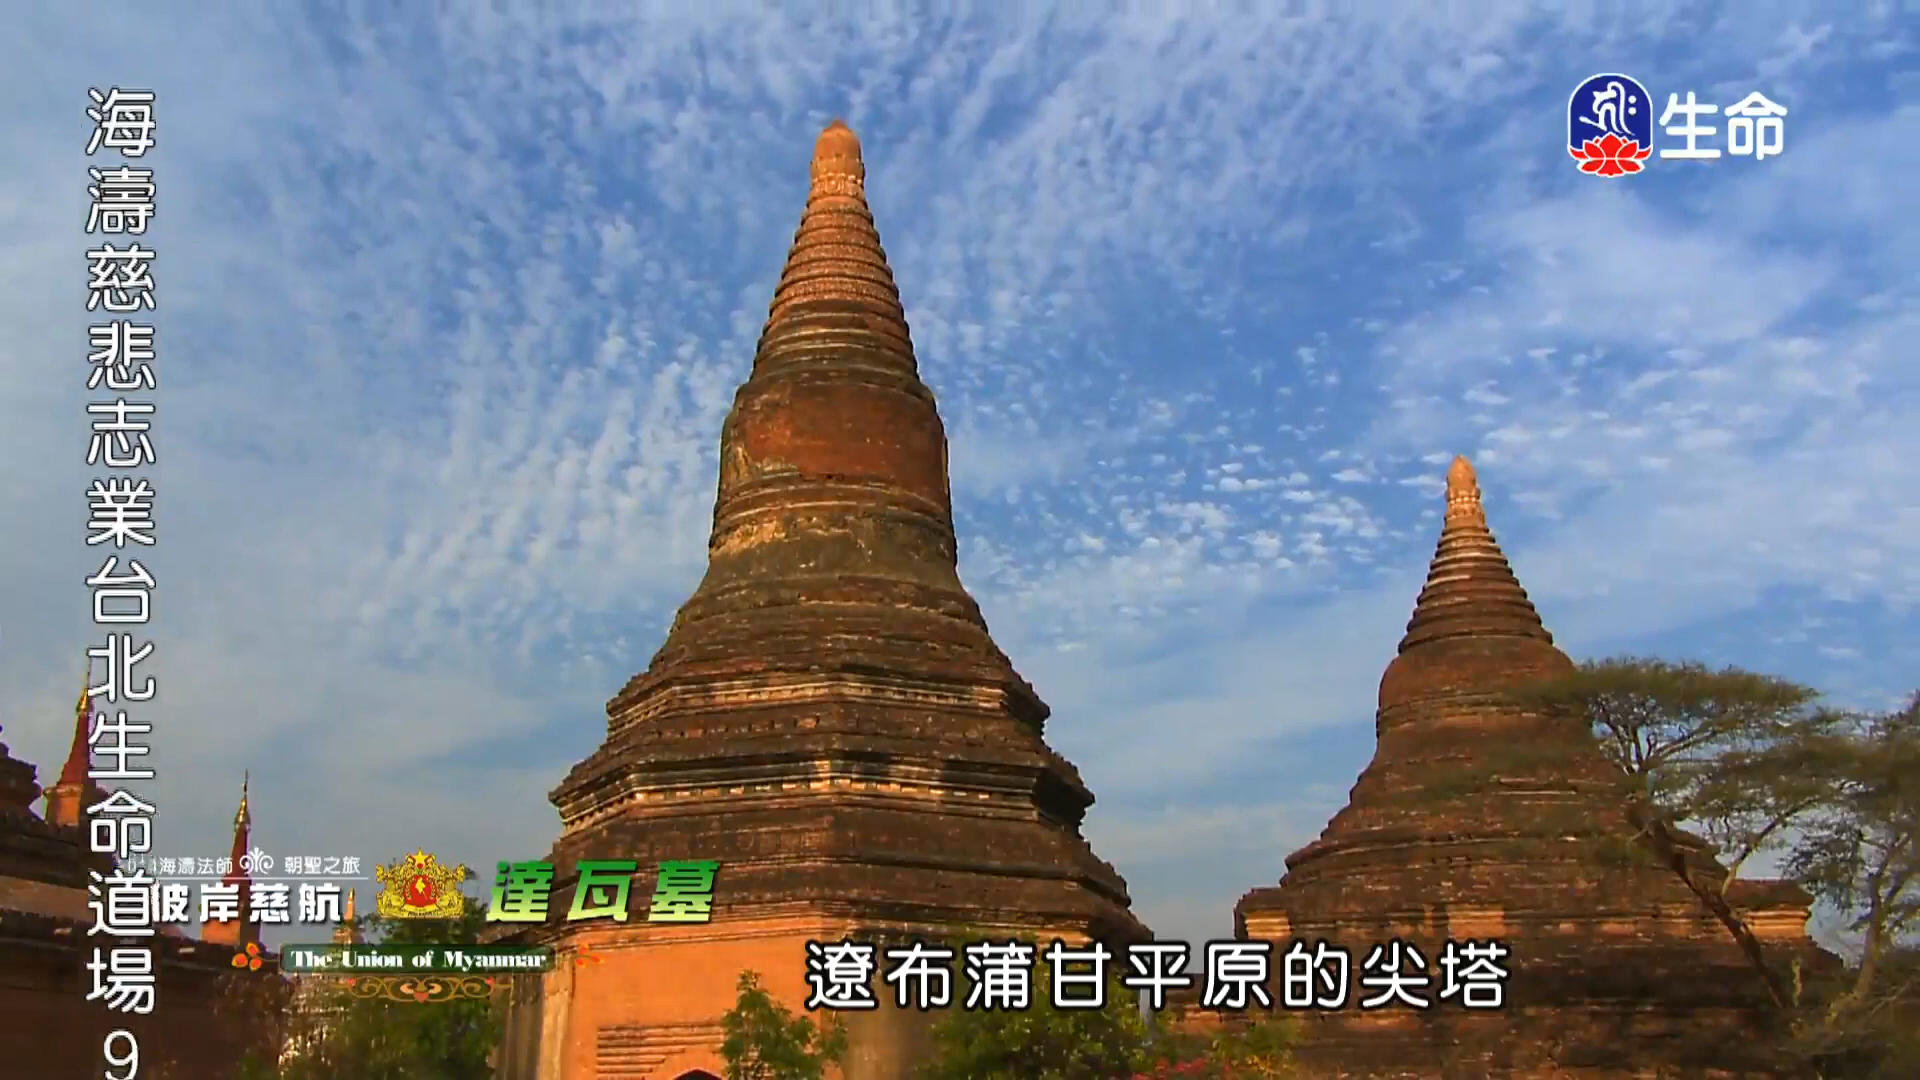 海濤慈悲志業台北生命道場9
生命
海濤法師 朝聖之旅
彼岸慈航
達瓦墓
The Union of Myanmar
遼布蒲甘平原的尖塔